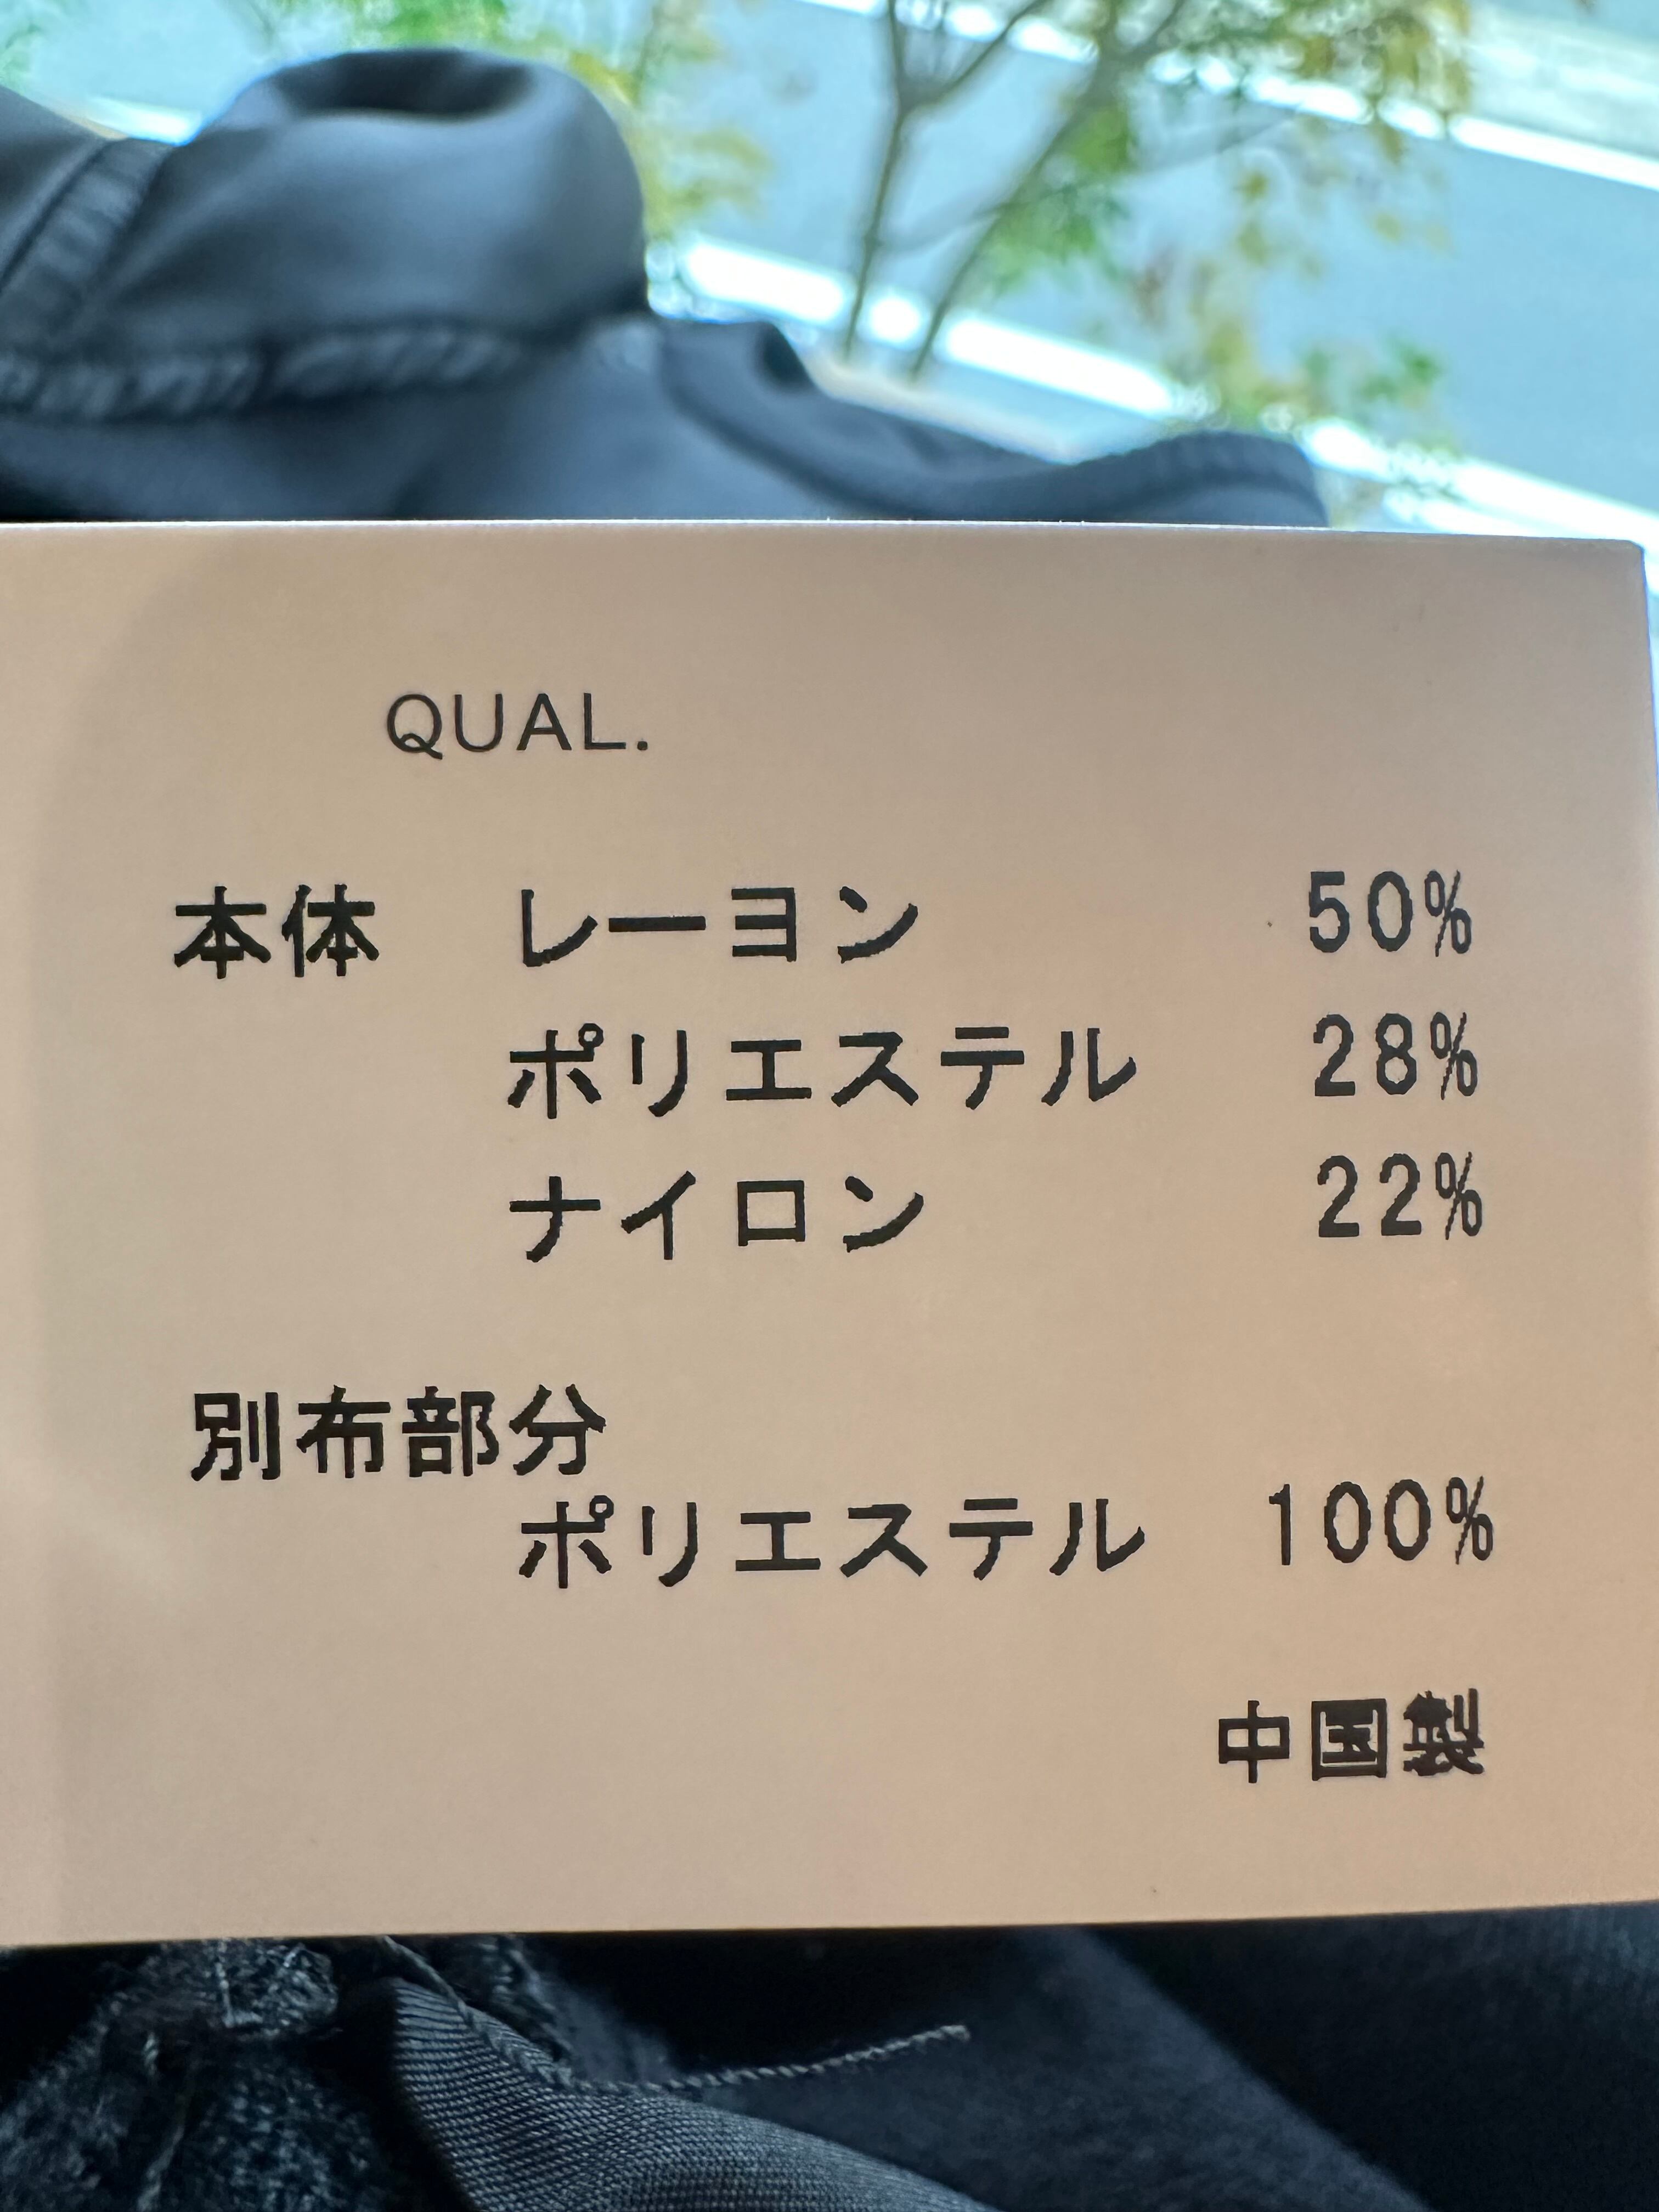 QUAL.
本体 レーヨン 50%
ポリエステル 28%
ナイロン 22%
別布部分
ポリエステル 100%
中国製